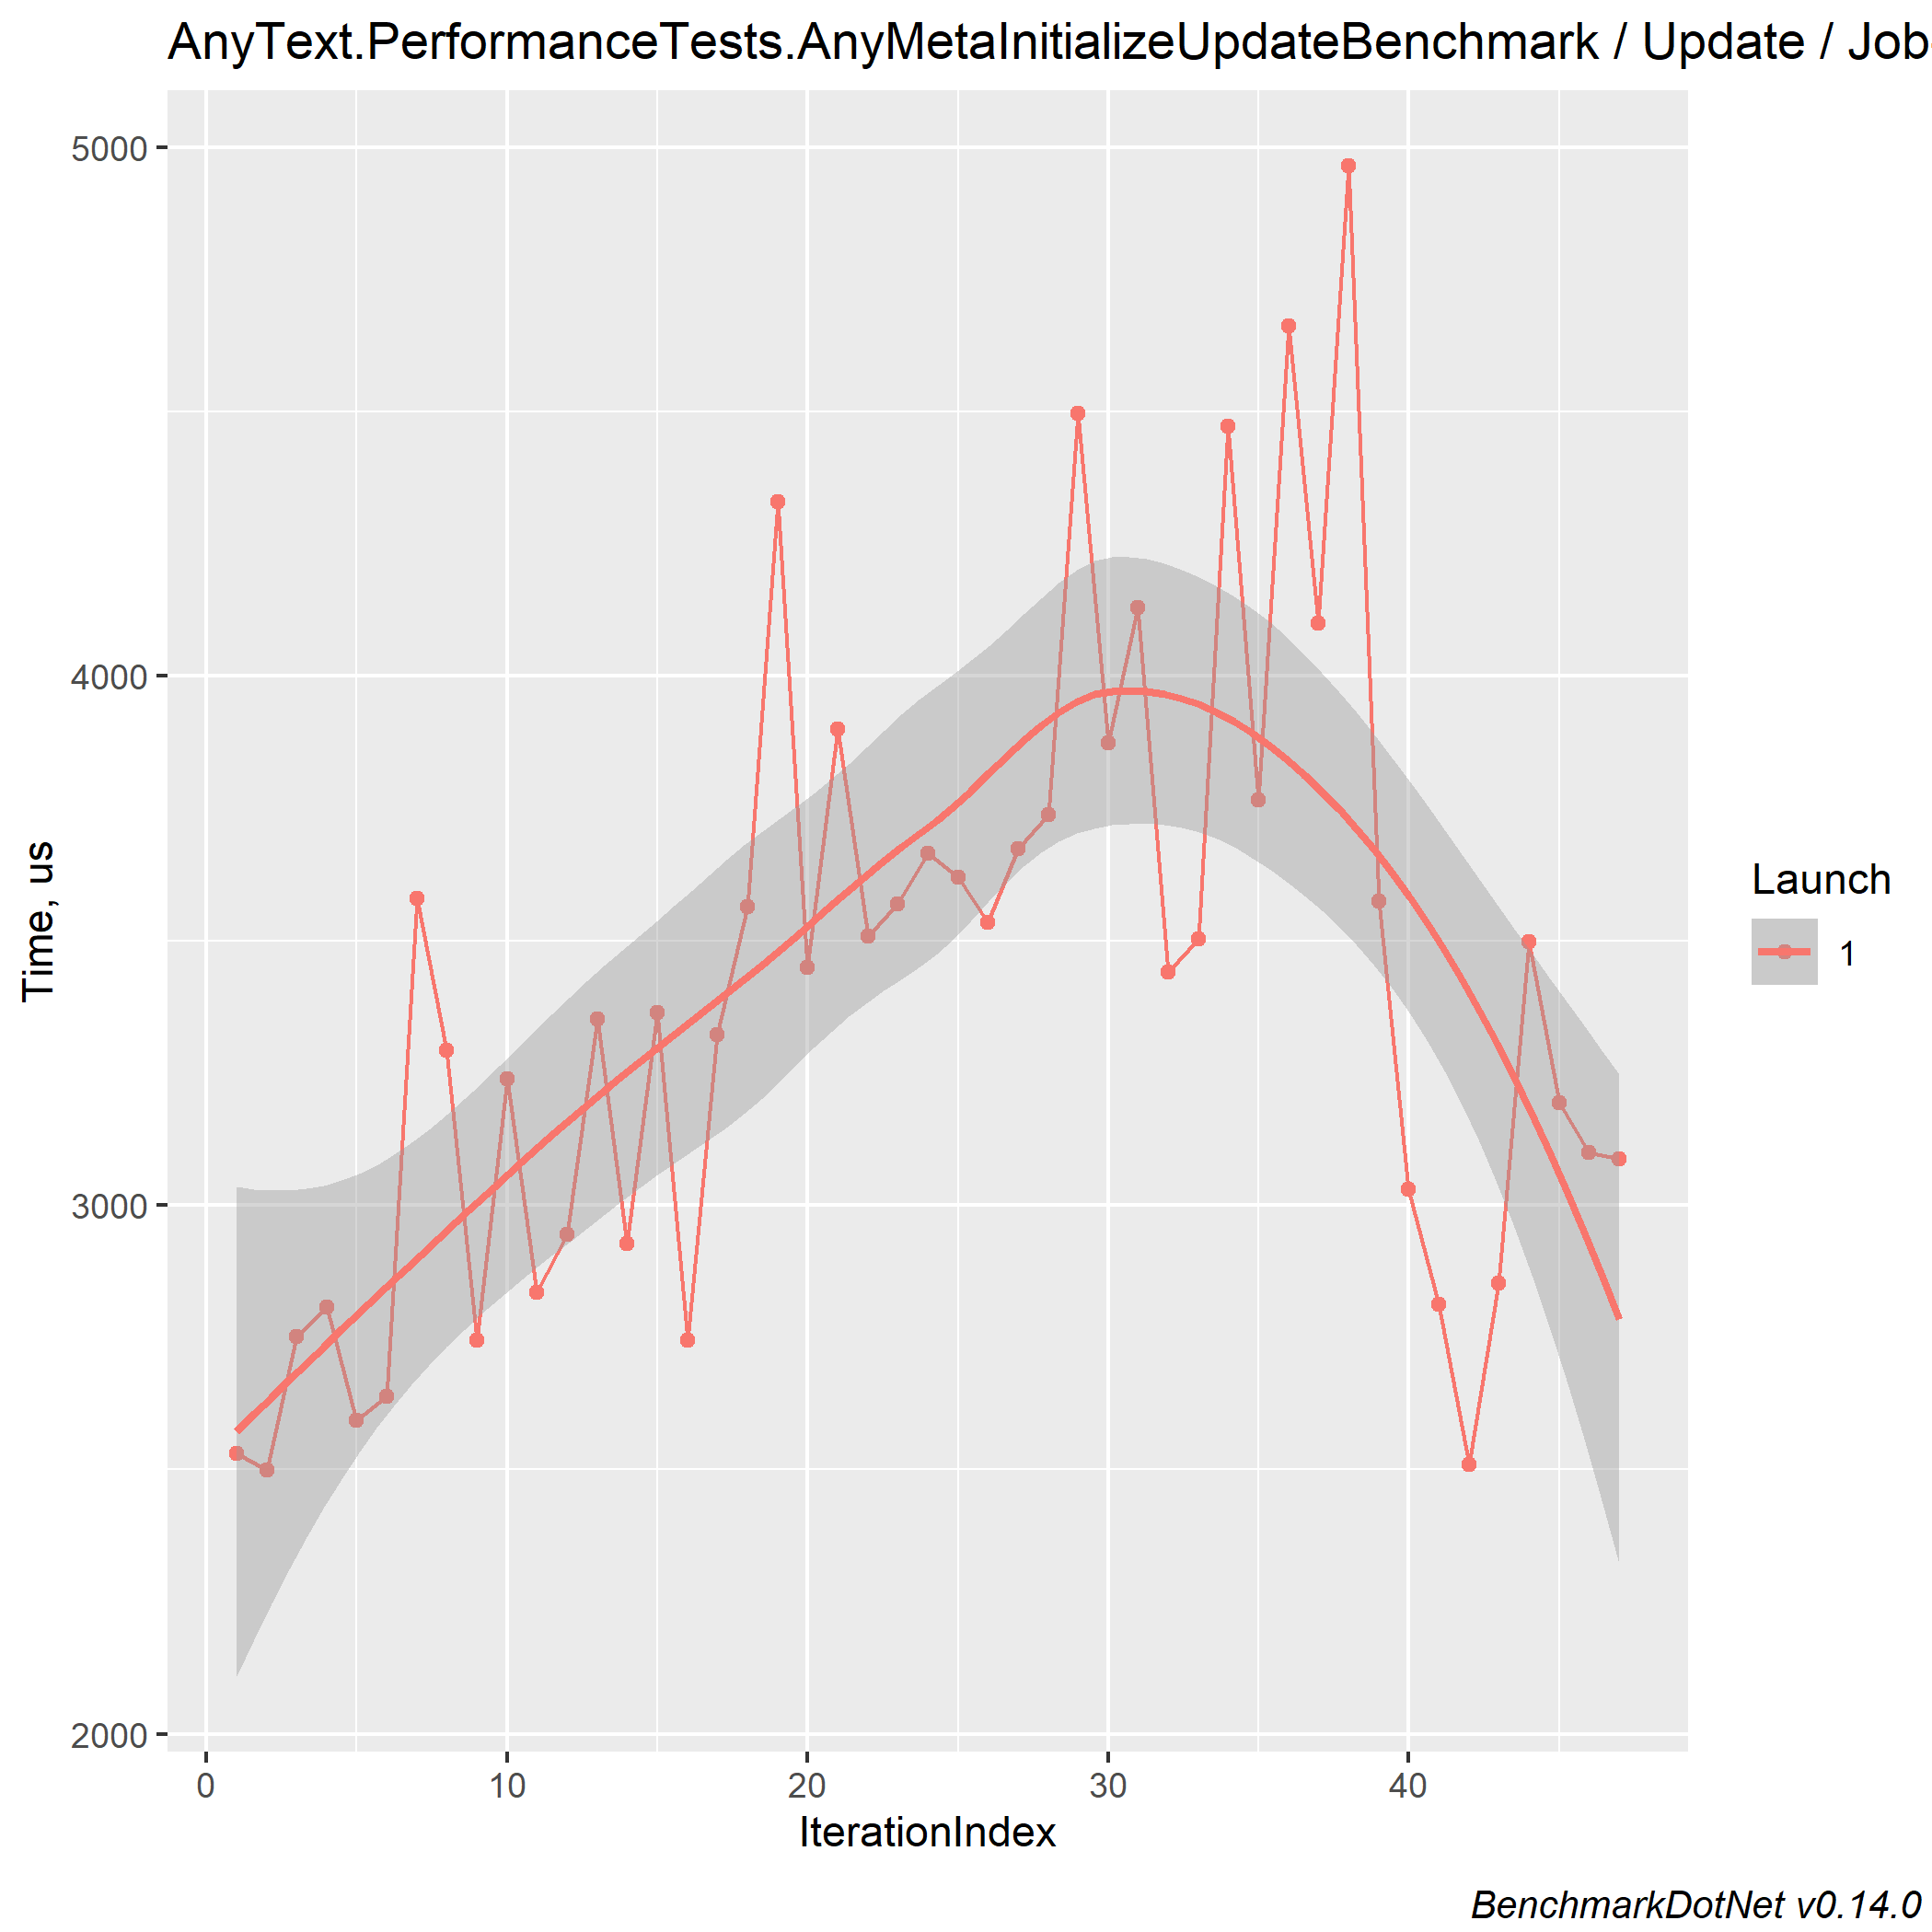 AnyText.PerformanceTests.AnyMetaInitializeUpdateBenchmark / Update / Job
5000
4000
3000
2000
Time, us
0 10 20 30 40
IterationIndex
Launch
1
BenchmarkDotNet v0.14.0